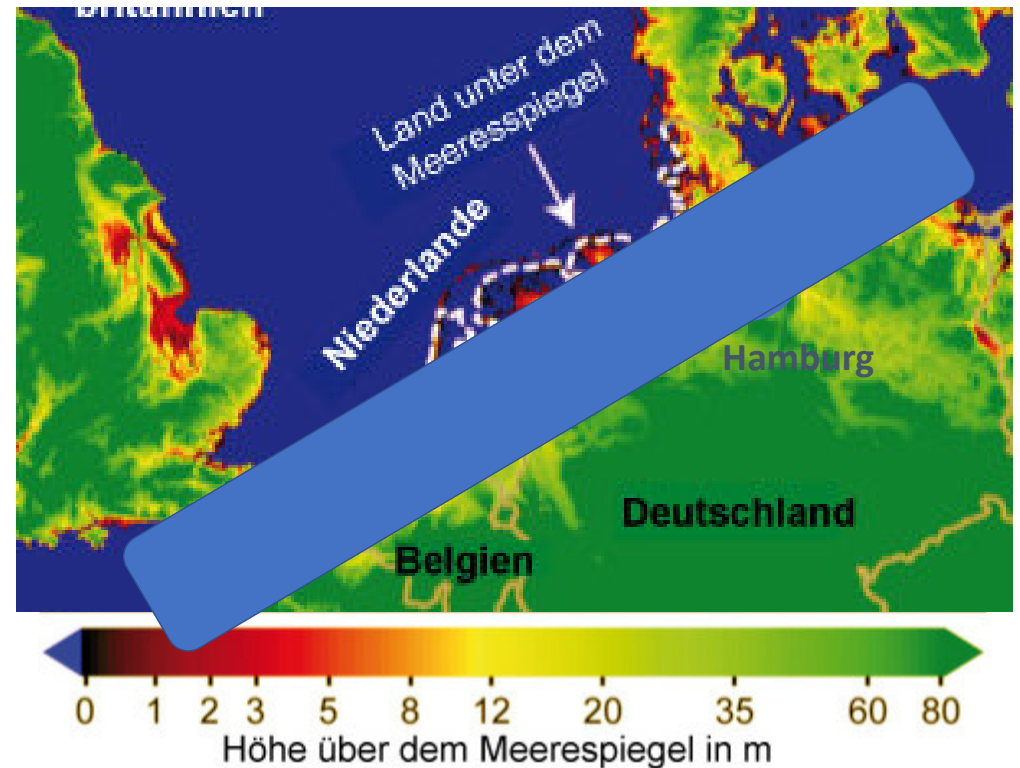 britannien
Land unter dem
Meeresspiegel
Niederlande
Hamburg
Deutschland
Belgien
0 1 2 3 5 8 12 20 35 60 80
Höhe über dem Meerespiegel in m